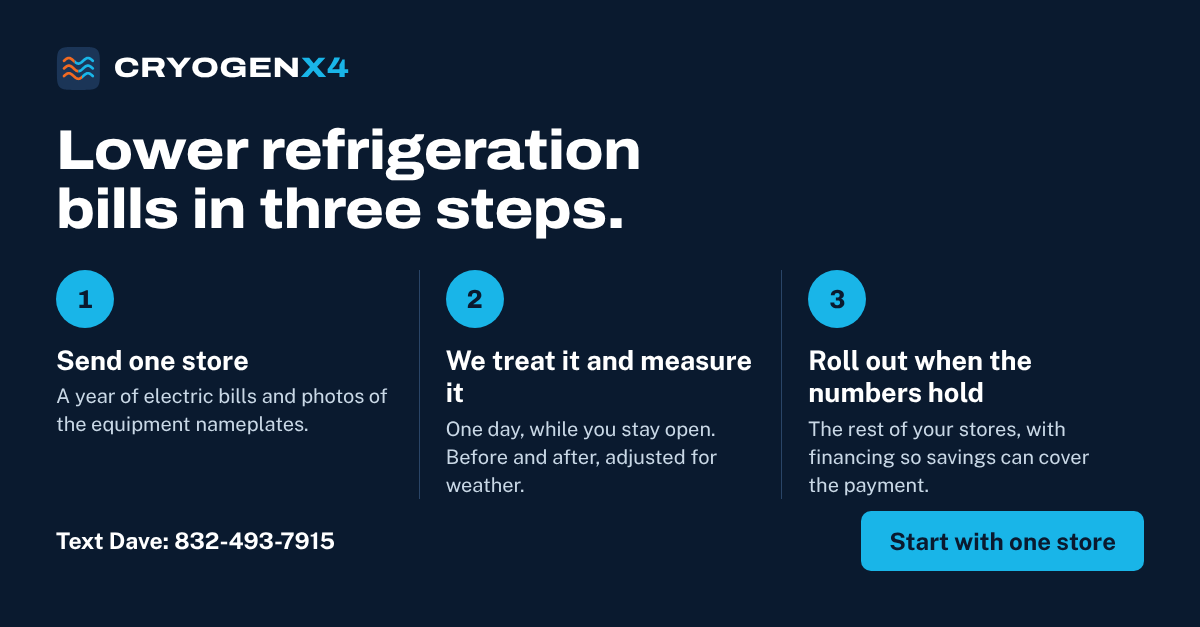 CRYOGENX4
Lower refrigeration
bills in three steps.
1
Send one store
A year of electric bills and photos of
the equipment nameplates.
2
We treat it and measure
it
One day, while you stay open.
Before and after, adjusted for
weather.
3
Roll out when the
numbers hold
The rest of your stores, with
financing so savings can cover
the payment.
Text Dave: 832-493-7915
Start with one store